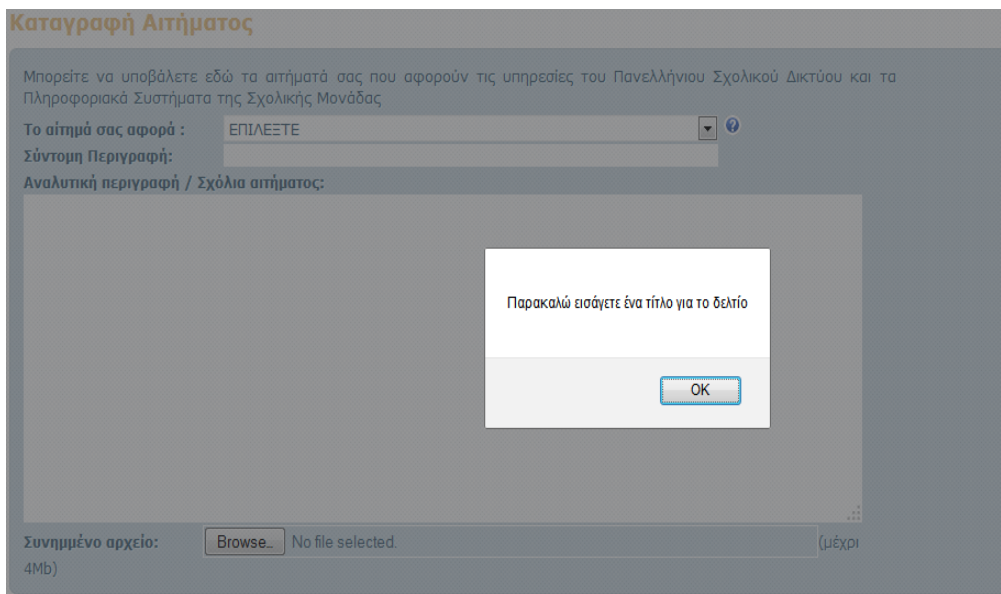 Καταγραφή Αιτήματος
Μπορείτε να υποβάλετε εδώ τα αιτήματά σας που αφορούν τις υπηρεσίες του Πανελλήνιου Σχολικού Δικτύου και τα
Πληροφοριακά Συστήματα της Σχολικής Μονάδας
Το αίτημά σας αφορά : ΕΠΙΛΕΞΤΕ
Σύντομη Περιγραφή:
Αναλυτική περιγραφή / Σχόλια αιτήματος:
Παρακαλώ εισάγετε ένα τίτλο για το δελτίο
OK
Συνημμένο αρχείο: Browse... No file selected. (μέχρι
4Mb)